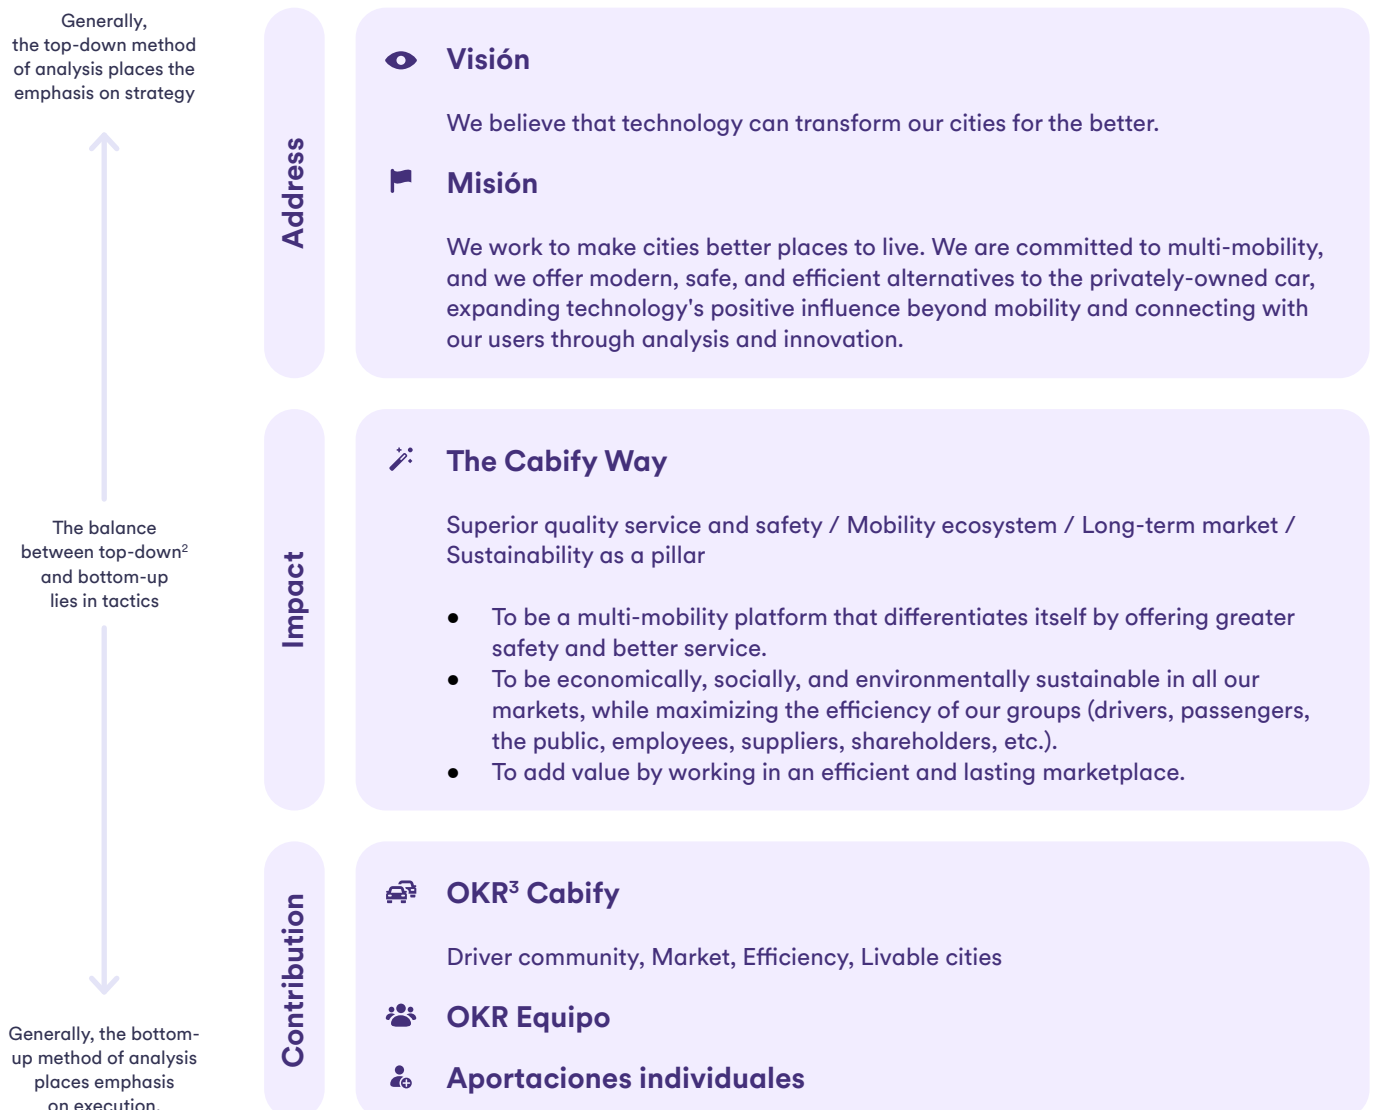 Generally,
the top-down method
of analysis places the
emphasis on strategy
The balance
between top-down²
and bottom-up
lies in tactics
Generally, the bottom-
up method of analysis
places emphasis
on execution.
Address
Visión
We believe that technology can transform our cities for the better.
Misión
We work to make cities better places to live. We are committed to multi-mobility,
and we offer modern, safe, and efficient alternatives to the privately-owned car,
expanding technology's positive influence beyond mobility and connecting with
our users through analysis and innovation.
Impact
The Cabify Way
Superior quality service and safety / Mobility ecosystem / Long-term market /
Sustainability as a pillar
● To be a multi-mobility platform that differentiates itself by offering greater
safety and better service.
● To be economically, socially, and environmentally sustainable in all our
markets, while maximizing the efficiency of our groups (drivers, passengers,
the public, employees, suppliers, shareholders, etc.).
● To add value by working in an efficient and lasting marketplace.
Contribution
OKR³ Cabify
Driver community, Market, Efficiency, Livable cities
OKR Equipo
Aportaciones individuales